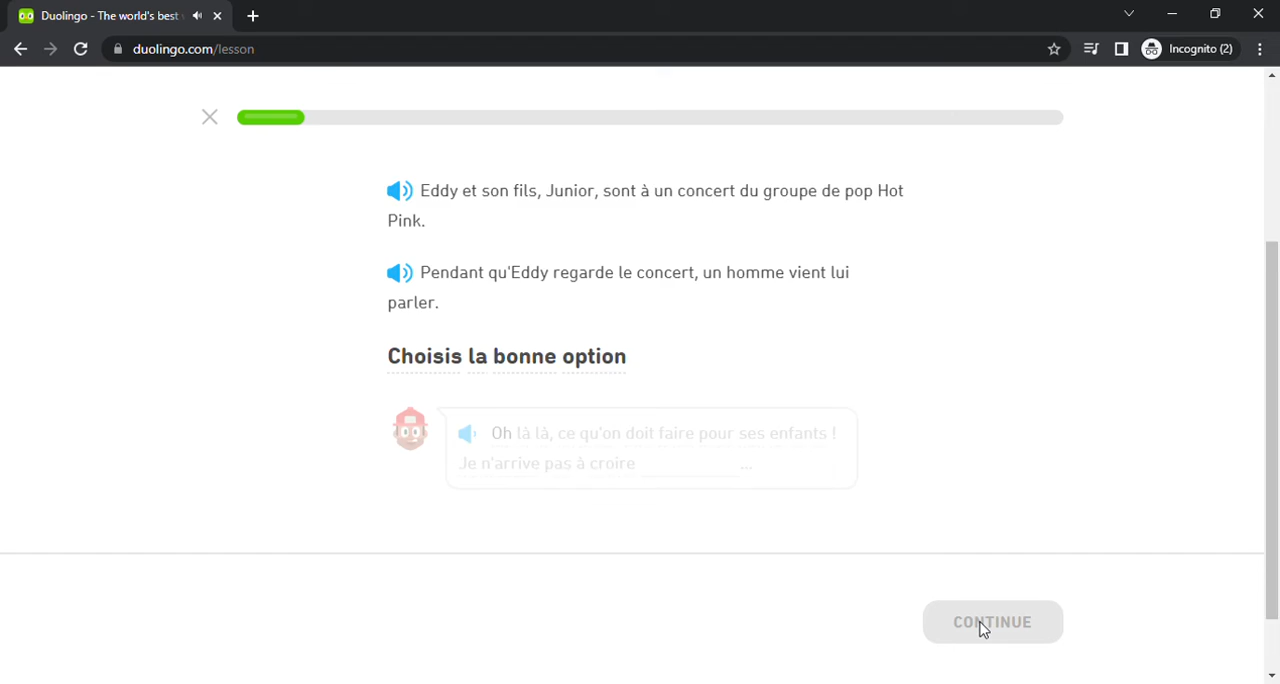 Duolingo - The world's best
duolingo.com/lesson
Incognito (2)
Eddy et son fils, Junior, sont à un concert du groupe de pop Hot
Pink.
Pendant qu'Eddy regarde le concert, un homme vient lui
parler.
Choisis la bonne option
Oh là là, ce qu'on doit faire pour ses enfants !
Je n'arrive pas à croire ___________ ...
CONTINUE